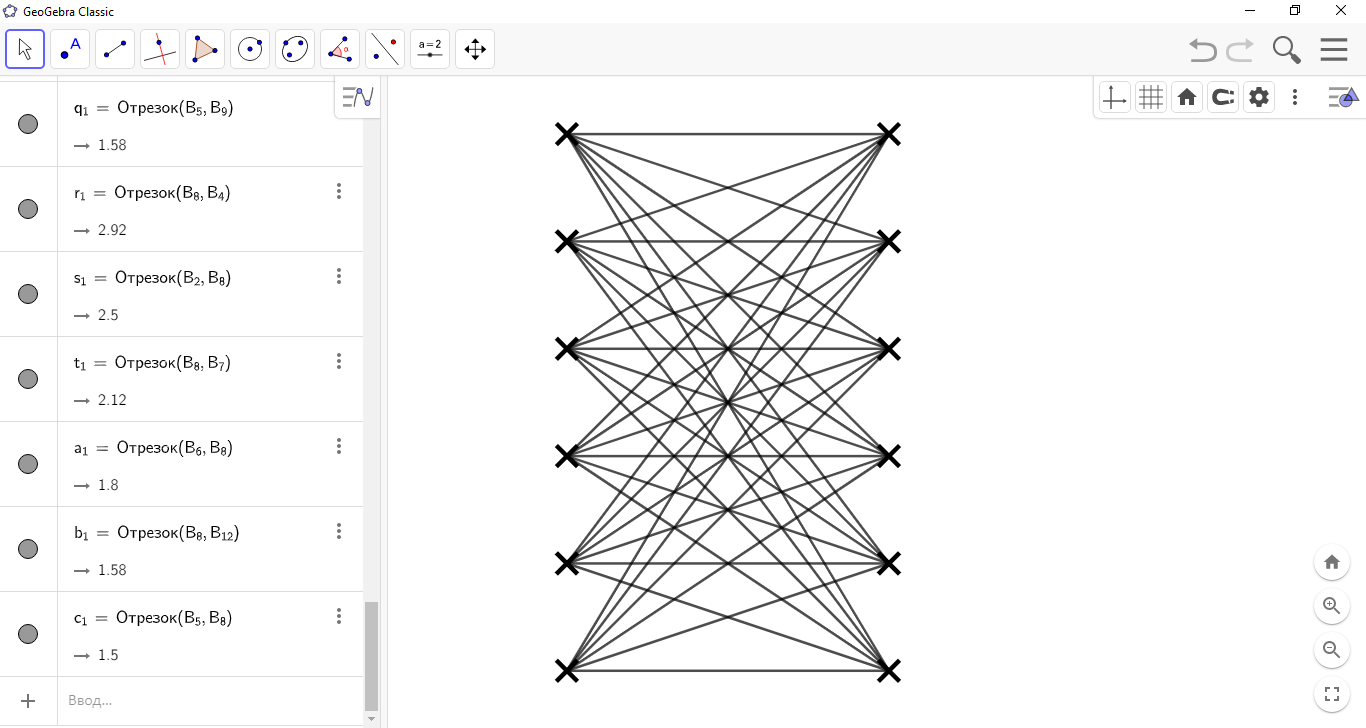 GeoGebra Classic
A
α
a=2
q₁ = Отрезок(B₅, B₉)
→ 1.58
r₁ = Отрезок(B₈, B₄)
→ 2.92
s₁ = Отрезок(B₂, B₈)
→ 2.5
t₁ = Отрезок(B₈, B₇)
→ 2.12
a₁ = Отрезок(B₆, B₈)
→ 1.8
b₁ = Отрезок(B₈, B₁₂)
→ 1.58
c₁ = Отрезок(B₅, B₈)
→ 1.5
Ввод...